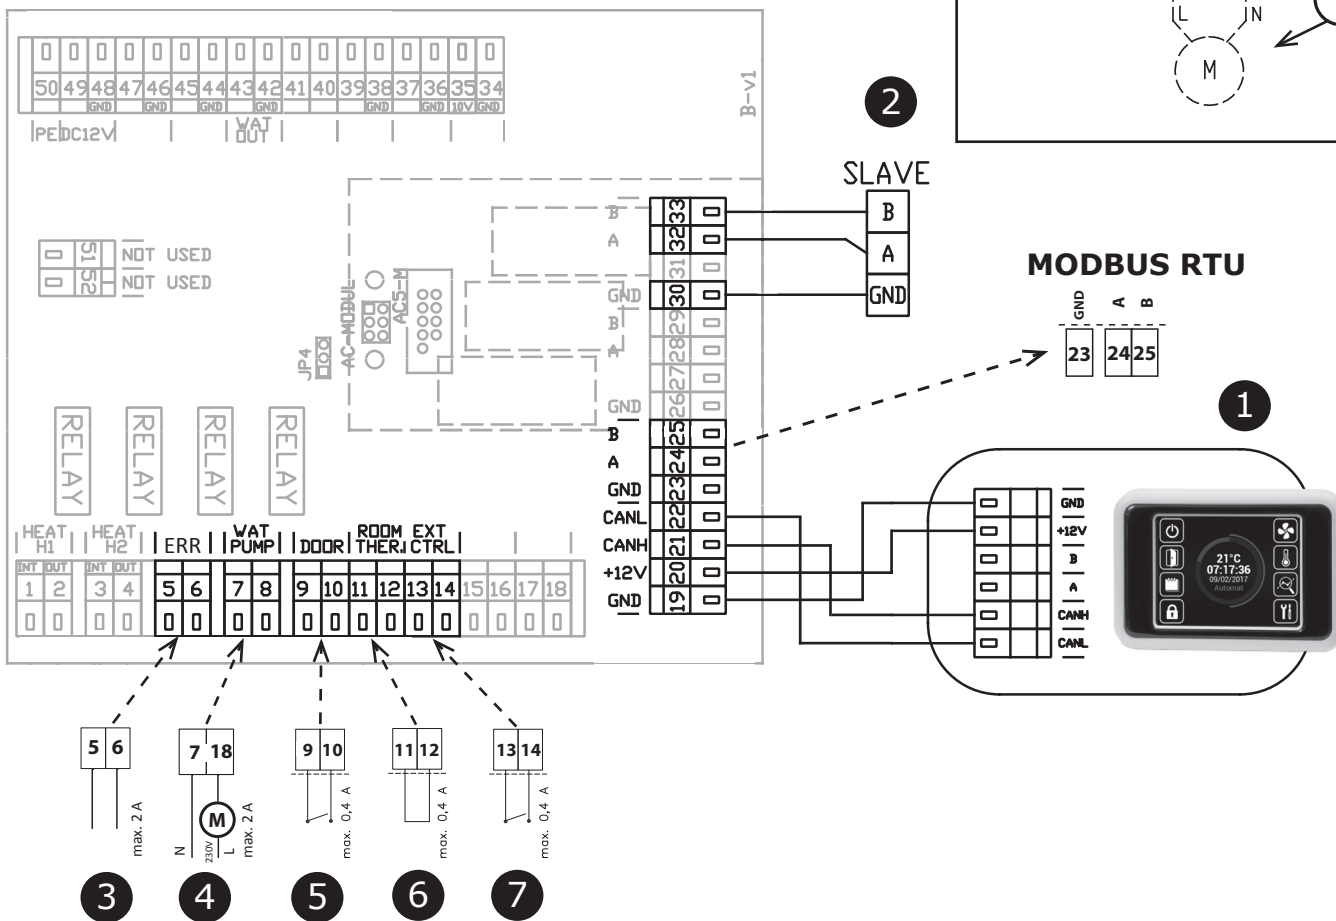 L N
M
50 49 48 47 46 45 44 43 42 41 40 39 38 37 36 35 34
GND GND GND GND GND GND 10V GND
PE DC12V WAT OUT
B-v1
2
SLAVE
B
A
GND
B 33
A 32
31
GND 30
B 29
A 28
27
GND 26
B 25
A 24
GND 23
CANL 22
CANH 21
+12V 20
GND 19
51 NOT USED
52 NOT USED
JP4
AC-MODUL
AC5-M
MODBUS RTU
GND A B
23 24 25
1
GND
+12V
B
A
CANH
CANL
21°C
07:17:36
09/02/2017
Automat
RELAY RELAY RELAY RELAY
HEAT H1 HEAT H2 ERR WAT PUMP DOOR ROOM THER. EXT CTRL
INT OUT INT OUT
1 2 3 4 5 6 7 8 9 10 11 12 13 14 15 16 17 18
5 6
max. 2 A
3
7 18
M
N 230V L
max. 2 A
4
9 10
max. 0,4 A
5
11 12
max. 0,4 A
6
13 14
max. 0,4 A
7